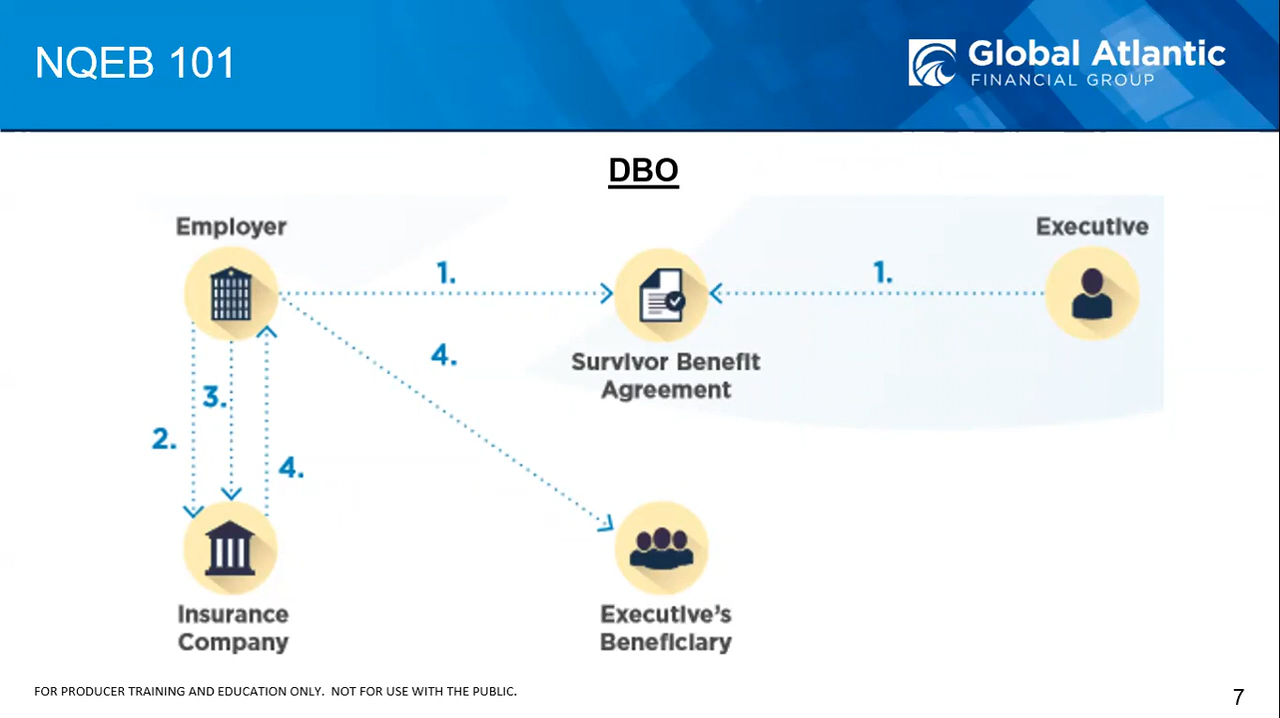 NQEB 101
Global Atlantic
FINANCIAL GROUP
DBO
Employer
Executive
1.
1.
Survivor Benefit
Agreement
4.
3.
2.
4.
Insurance
Company
Executive's
Beneficiary
FOR PRODUCER TRAINING AND EDUCATION ONLY. NOT FOR USE WITH THE PUBLIC.
7